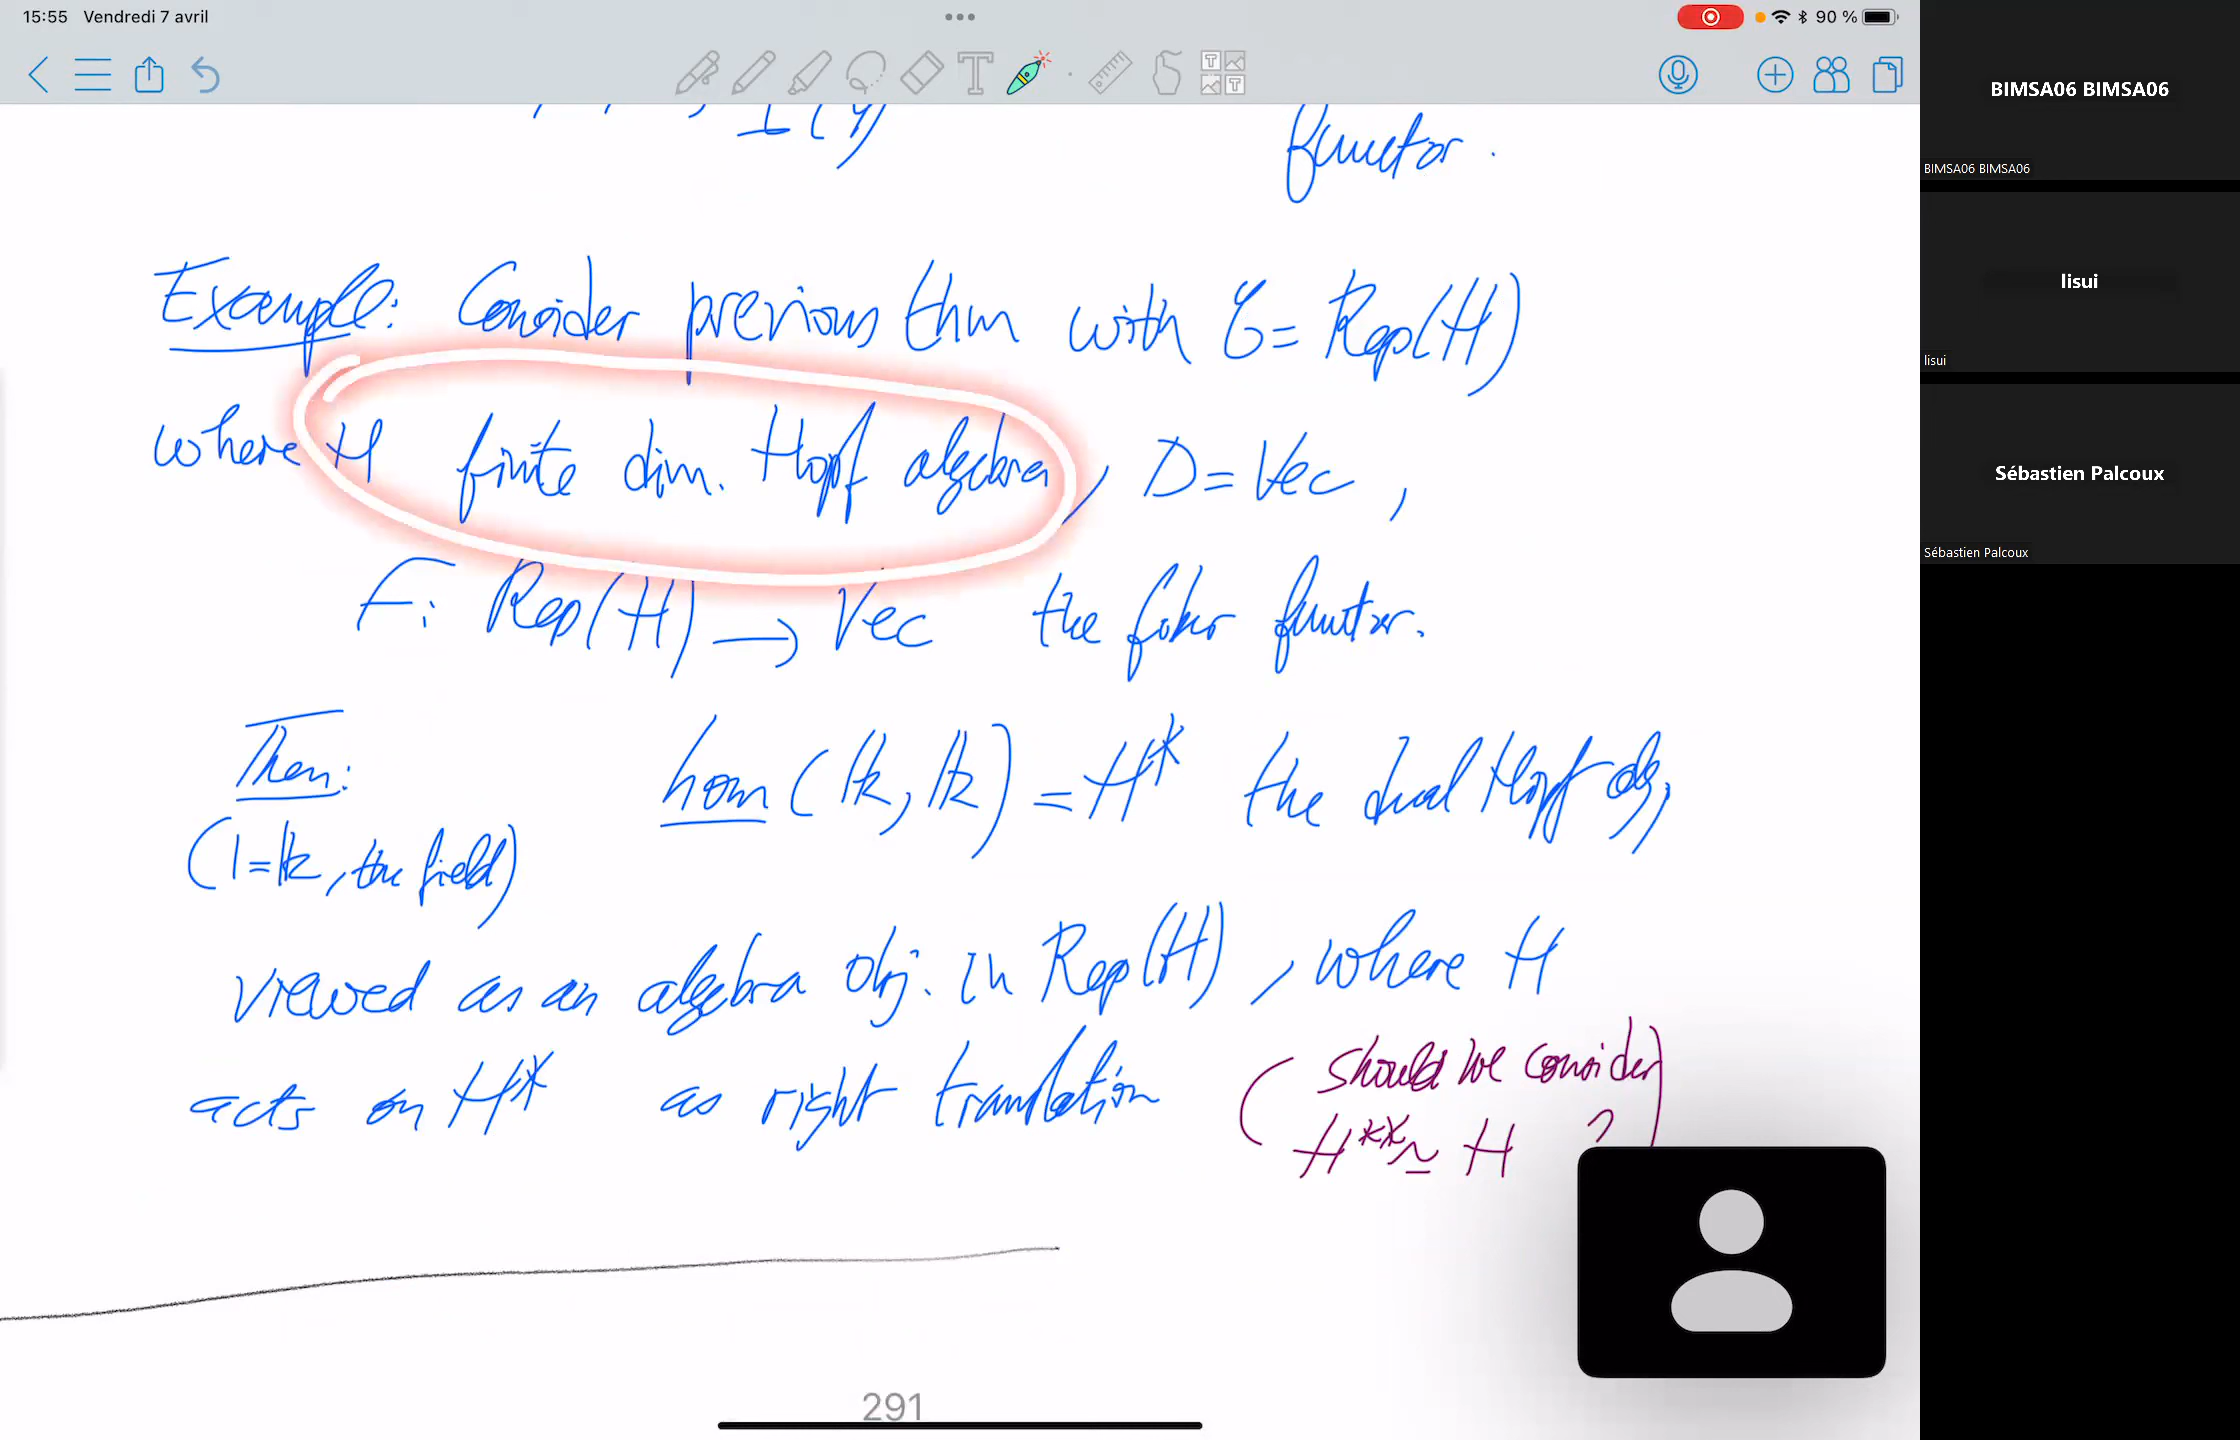 15:55 Vendredi 7 avril
90 %
I(Y)
functor.
Example: Consider previous thm with C = Rep(H)
where H finite dim. Hopf algebra, D = Vec,
F: Rep(H) → Vec the fiber functor.
Then: hom(k, k) = H* the dual Hopf alg,
(1 = k, the field)
viewed as an algebra obj. in Rep(H), where H
acts on H* as right translation (should we consider
H** ≃ H ?)
291
BIMSA06 BIMSA06
BIMSA06 BIMSA06
lisui
lisui
Sébastien Palcoux
Sébastien Palcoux